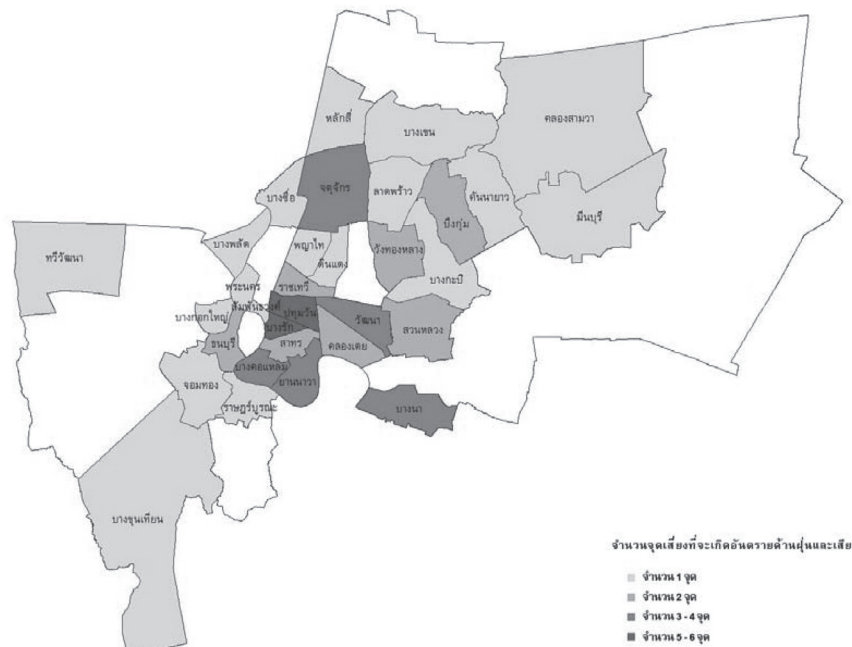 หลักสี่
บางเขน
คลองสามวา
จตุจักร
บางซื่อ
ลาดพร้าว
บึงกุ่ม
คันนายาว
มีนบุรี
บางพลัด
พญาไท
ดินแดง
วังทองหลาง
บางกะปิ
ทวีวัฒนา
พระนคร
ราชเทวี
สัมพันธวงศ์
ปทุมวัน
วัฒนา
สวนหลวง
บางกอกใหญ่
บางรัก
ธนบุรี
สาทร
คลองเตย
บางคอแหลม
ยานนาวา
จอมทอง
ราษฎร์บูรณะ
บางนา
บางขุนเทียน
จำนวนจุดเสี่ยงที่จะเกิดอันตรายด้านฝุ่นและเสีย
จำนวน 1 จุด
จำนวน 2 จุด
จำนวน 3 - 4 จุด
จำนวน 5 - 6 จุด